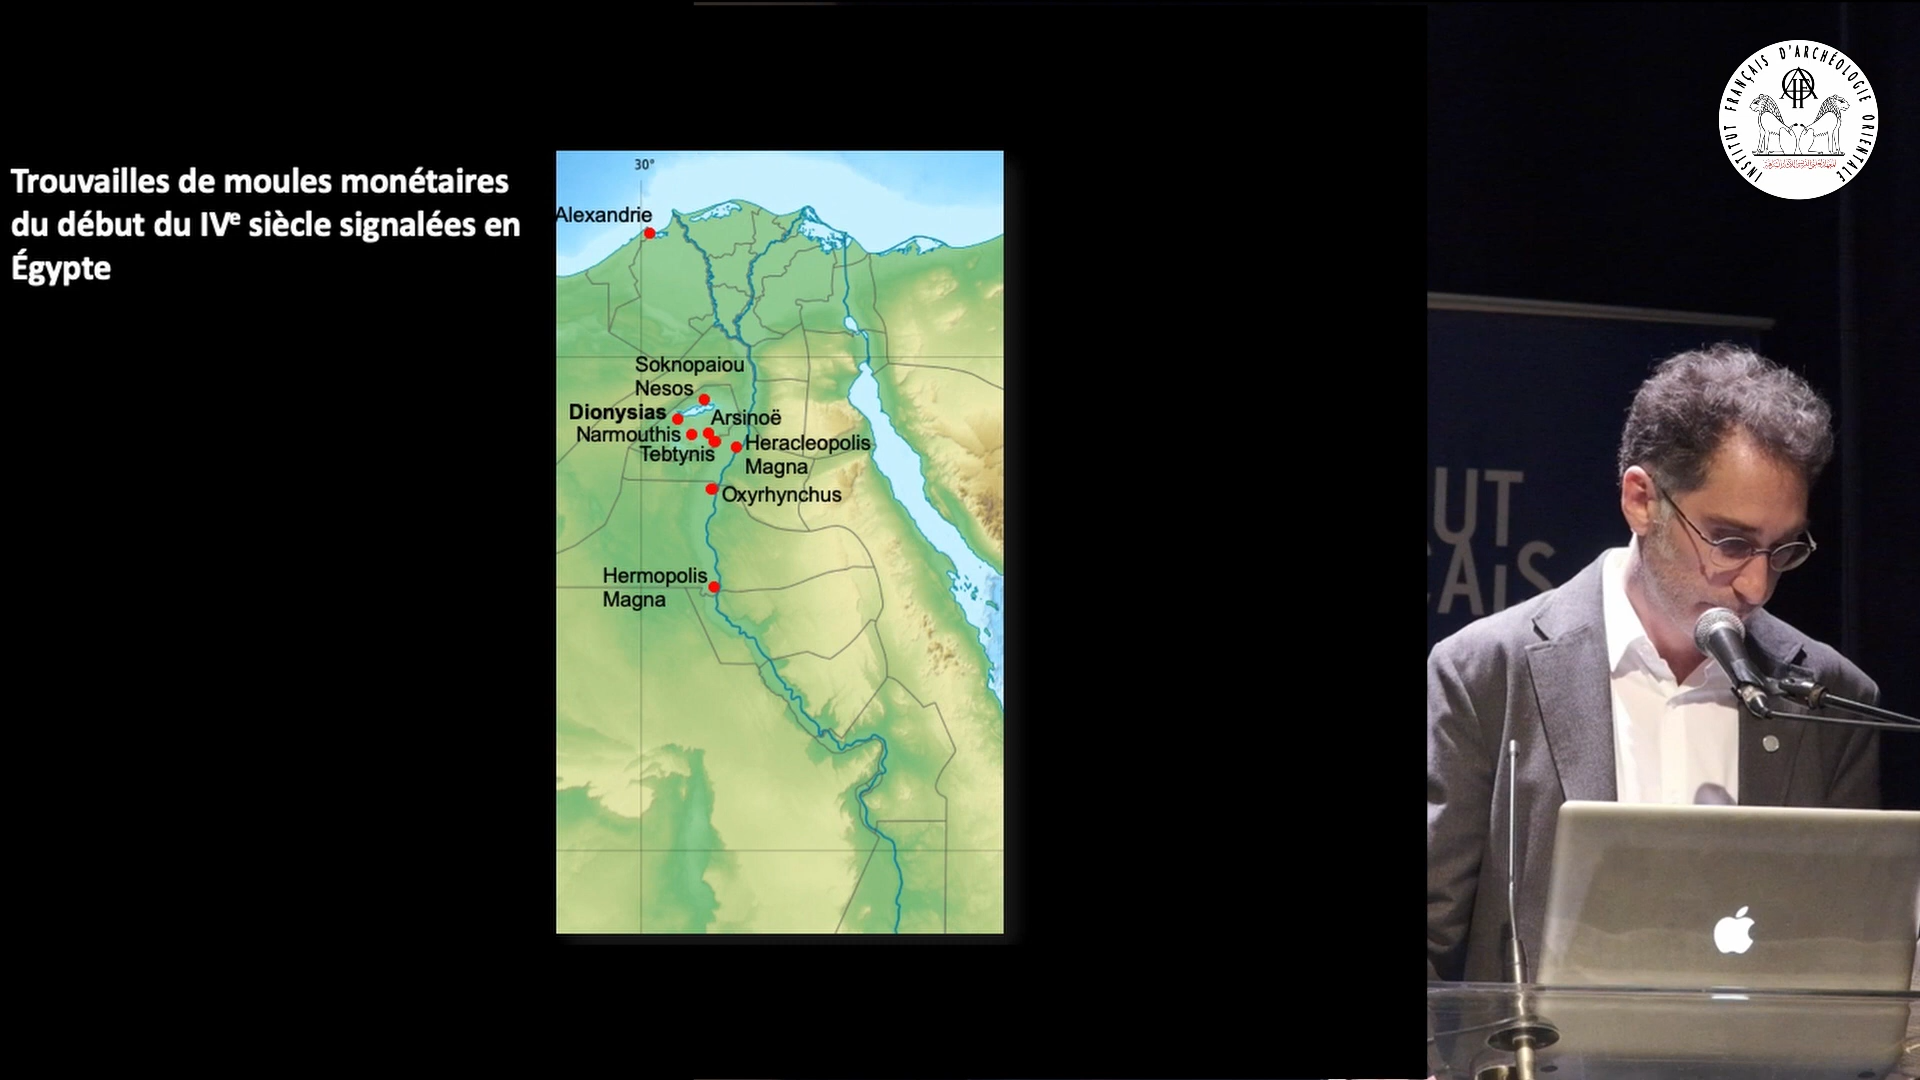 Trouvailles de moules monétaires
du début du IVᵉ siècle signalées en
Égypte
30°
Alexandrie
Soknopaiou
Nesos
Dionysias
Arsinoë
Narmouthis
Tebtynis
Heracleopolis
Magna
Oxyrhynchus
Hermopolis
Magna
INSTITUT FRANÇAIS D'ARCHÉOLOGIE ORIENTALE
UT
AIS